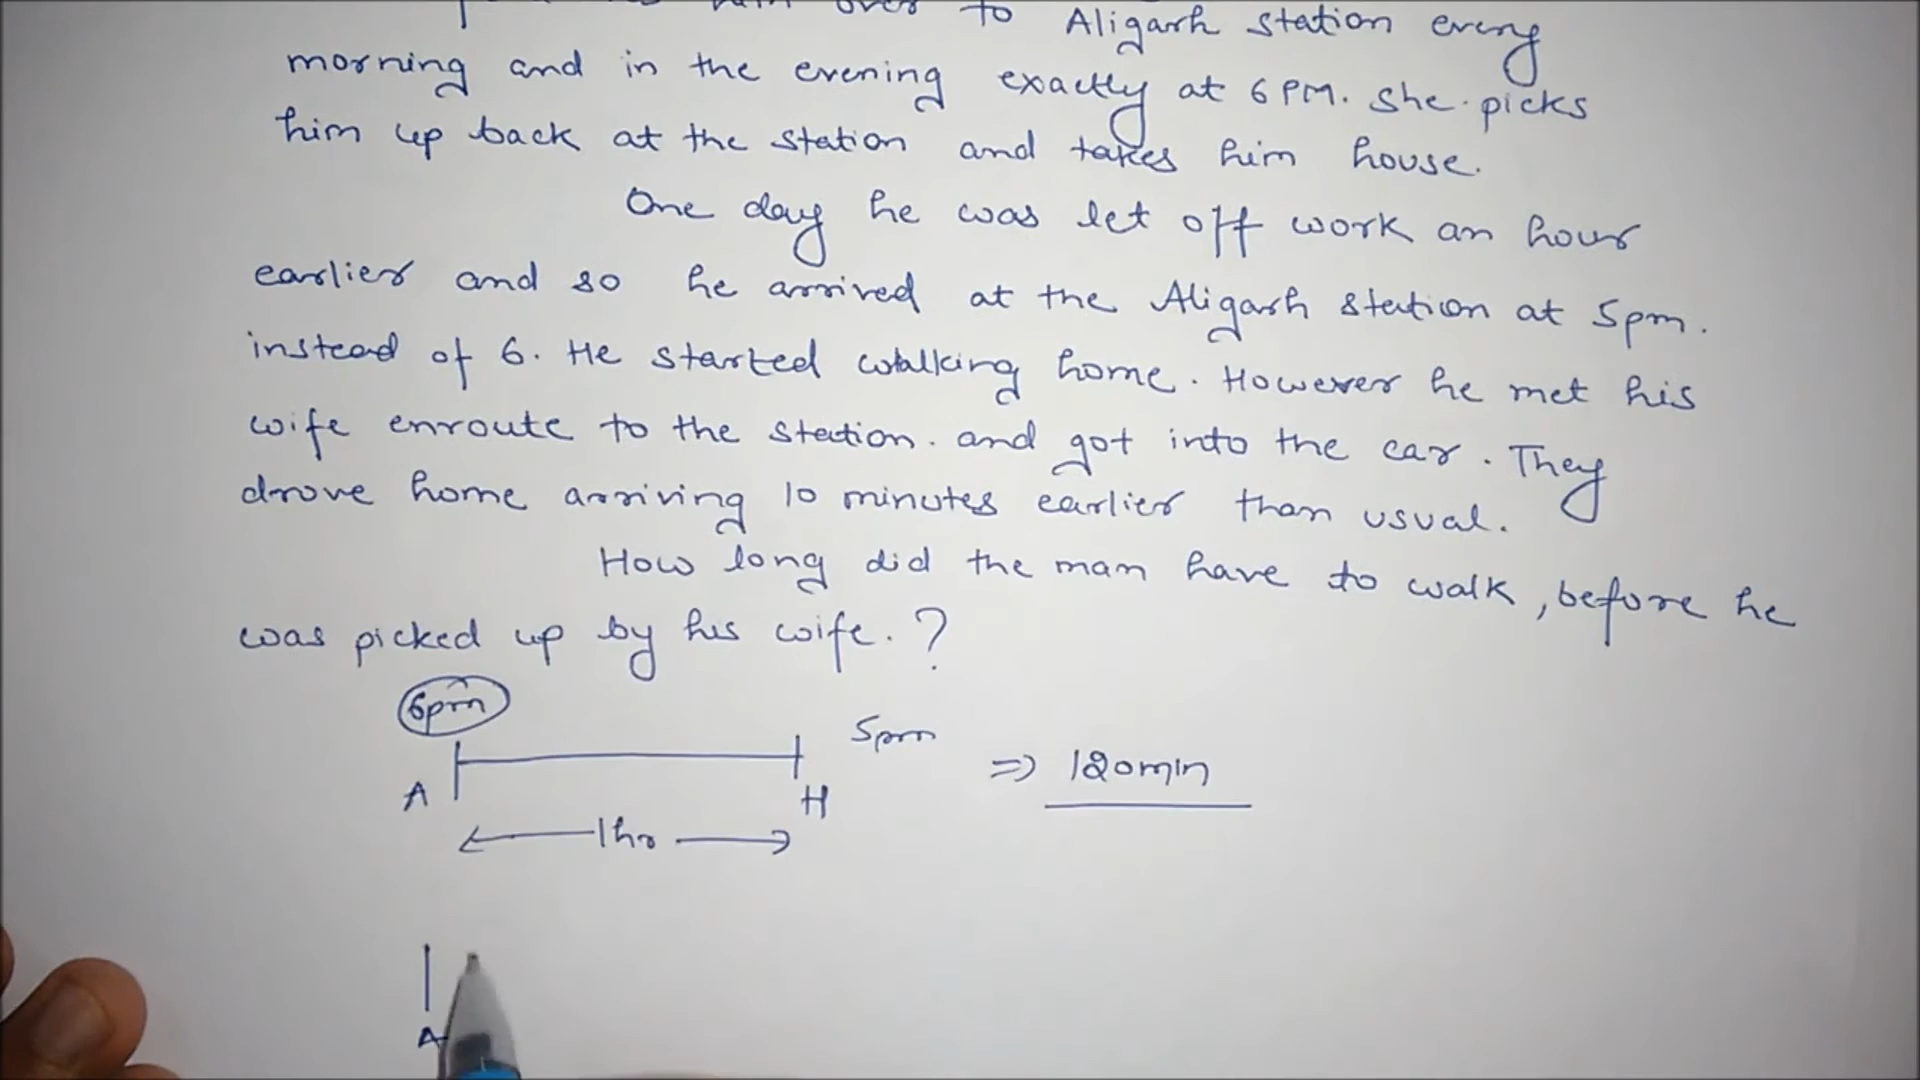 to Aligarh station every
morning and in the evening exactly at 6 PM. She picks
him up back at the station and takes him house.
One day he was let off work an hour
earlier and so he arrived at the Aligarh station at 5pm.
instead of 6. He started walking home. However he met his
wife enroute to the station. and got into the car. They
drove home arriving 10 minutes earlier than usual.
How long did the man have to walk, before he
was picked up by his wife. ?
6pm
5pm
A
H
⇒ 120min
1hr
A